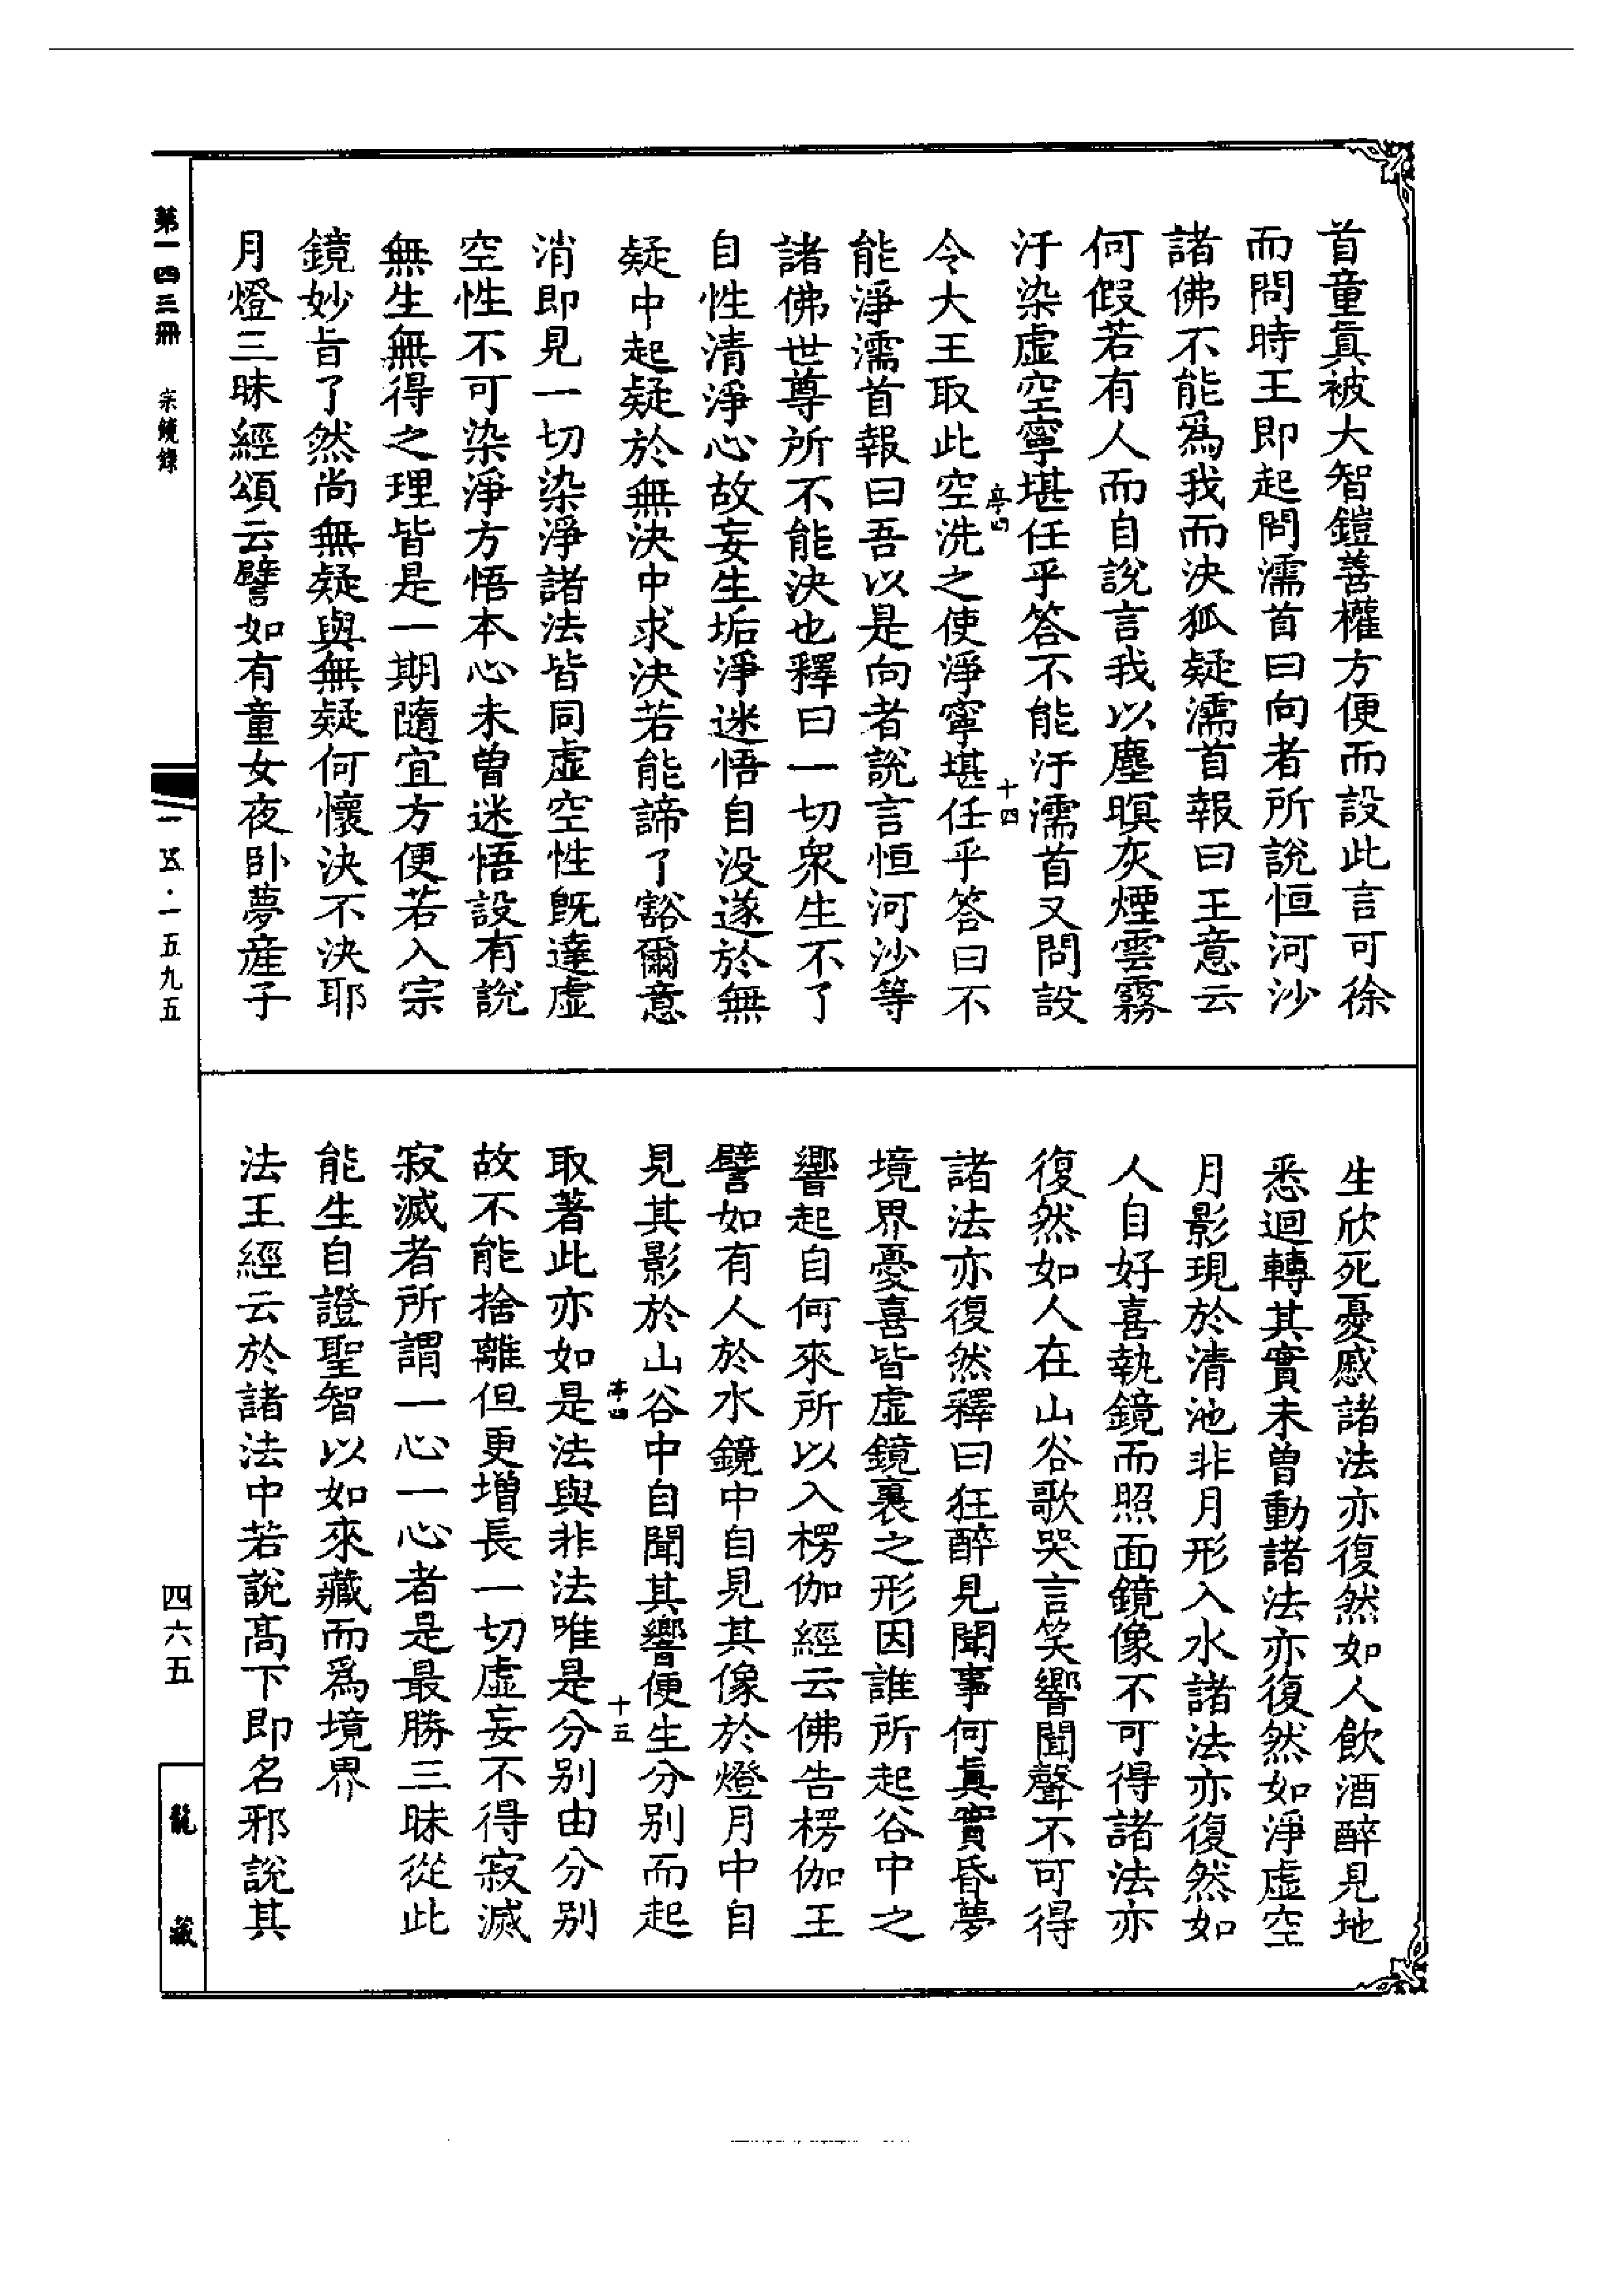 首童眞被大智鎧善權方便而設此言可徐
而問時王即起問濡首曰向者所說恒河沙
諸佛不能爲我而決狐疑濡首報曰王意云
何假若有人而自說言我以塵暝灰煙雲霧
汙染虛空寧堪任乎答不能汙濡首又問設
亭四
十四
令大王取此空洗之使淨寧堪任乎答曰不
能淨濡首報曰吾以是向者說言恒河沙等
諸佛世尊所不能決也釋曰一切衆生不了
自性清淨心故妄生垢淨迷悟自没遂於無
疑中起疑於無決中求決若能諦了豁爾意
消即見一切染淨諸法皆同虛空性旣達虛
空性不可染淨方悟本心未曾迷悟設有說
無生無得之理皆是一期隨宜方便若入宗
鏡妙旨了然尚無疑與無疑何懷決不決耶
月燈三昧經頌云譬如有童女夜卧夢産子
生欣死憂慼諸法亦復然如人飲酒醉見地
悉迴轉其實未曾動諸法亦復然如淨虛空
月影現於清池非月形入水諸法亦復然如
人自好喜執鏡而照面鏡像不可得諸法亦
復然如人在山谷歌哭言笑響聞聲不可得
諸法亦復然釋曰狂醉見聞事何眞實昏夢
境界憂喜皆虛鏡裏之形因誰所起谷中之
響起自何來所以入楞伽經云佛告楞伽王
譬如有人於水鏡中自見其像於燈月中自
見其影於山谷中自聞其響便生分别而起
亭四
十五
取著此亦如是法與非法唯是分别由分别
故不能捨離但更增長一切虛妄不得寂滅
寂滅者所謂一心一心者是最勝三昧從此
能生自證聖智以如來藏而爲境界
法王經云於諸法中若說髙下即名邪說其
第一四三冊
宗鏡錄
一五·一五九五
四六五
龍藏